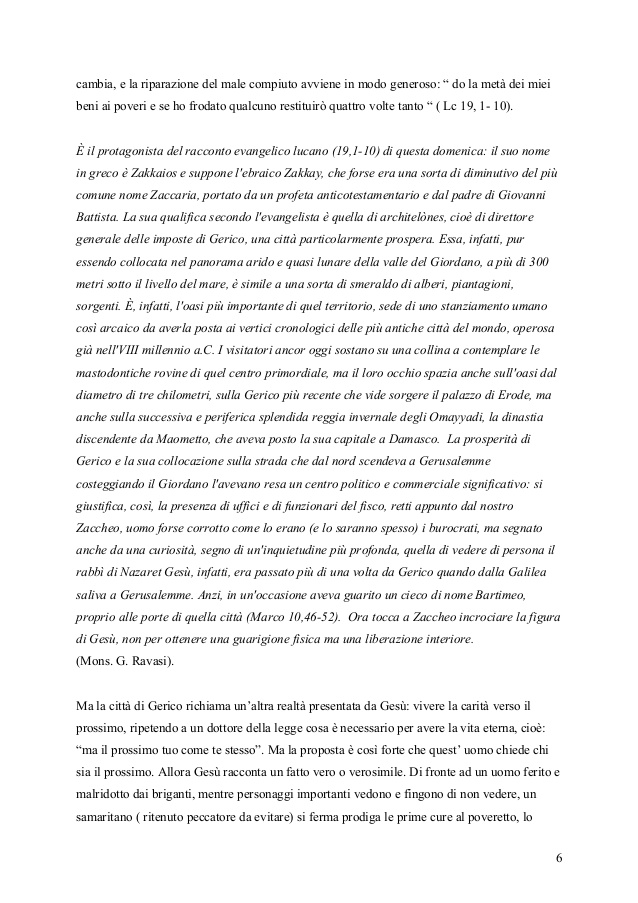 cambia, e la riparazione del male compiuto avviene in modo generoso: “ do la metà dei miei
beni ai poveri e se ho frodato qualcuno restituirò quattro volte tanto “ ( Lc 19, 1- 10).
È il protagonista del racconto evangelico lucano (19,1-10) di questa domenica: il suo nome
in greco è Zakkaios e suppone l'ebraico Zakkay, che forse era una sorta di diminutivo del più
comune nome Zaccaria, portato da un profeta anticotestamentario e dal padre di Giovanni
Battista. La sua qualifica secondo l'evangelista è quella di architelònes, cioè di direttore
generale delle imposte di Gerico, una città particolarmente prospera. Essa, infatti, pur
essendo collocata nel panorama arido e quasi lunare della valle del Giordano, a più di 300
metri sotto il livello del mare, è simile a una sorta di smeraldo di alberi, piantagioni,
sorgenti. È, infatti, l'oasi più importante di quel territorio, sede di uno stanziamento umano
così arcaico da averla posta ai vertici cronologici delle più antiche città del mondo, operosa
già nell'VIII millennio a.C. I visitatori ancor oggi sostano su una collina a contemplare le
mastodontiche rovine di quel centro primordiale, ma il loro occhio spazia anche sull'oasi dal
diametro di tre chilometri, sulla Gerico più recente che vide sorgere il palazzo di Erode, ma
anche sulla successiva e periferica splendida reggia invernale degli Omayyadi, la dinastia
discendente da Maometto, che aveva posto la sua capitale a Damasco.  La prosperità di
Gerico e la sua collocazione sulla strada che dal nord scendeva a Gerusalemme
costeggiando il Giordano l'avevano resa un centro politico e commerciale significativo: si
giustifica, così, la presenza di uffici e di funzionari del fisco, retti appunto dal nostro
Zaccheo, uomo forse corrotto come lo erano (e lo saranno spesso) i burocrati, ma segnato
anche da una curiosità, segno di un'inquietudine più profonda, quella di vedere di persona il
rabbì di Nazaret Gesù, infatti, era passato più di una volta da Gerico quando dalla Galilea
saliva a Gerusalemme. Anzi, in un'occasione aveva guarito un cieco di nome Bartimeo,
proprio alle porte di quella città (Marco 10,46-52).  Ora tocca a Zaccheo incrociare la figura
di Gesù, non per ottenere una guarigione fisica ma una liberazione interiore.
(Mons. G. Ravasi).
Ma la città di Gerico richiama un’altra realtà presentata da Gesù: vivere la carità verso il
prossimo, ripetendo a un dottore della legge cosa è necessario per avere la vita eterna, cioè:
“ma il prossimo tuo come te stesso”. Ma la proposta è così forte che quest’ uomo chiede chi
sia il prossimo. Allora Gesù racconta un fatto vero o verosimile. Di fronte ad un uomo ferito e
malridotto dai briganti, mentre personaggi importanti vedono e fingono di non vedere, un
samaritano ( ritenuto peccatore da evitare) si ferma prodiga le prime cure al poveretto, lo
6